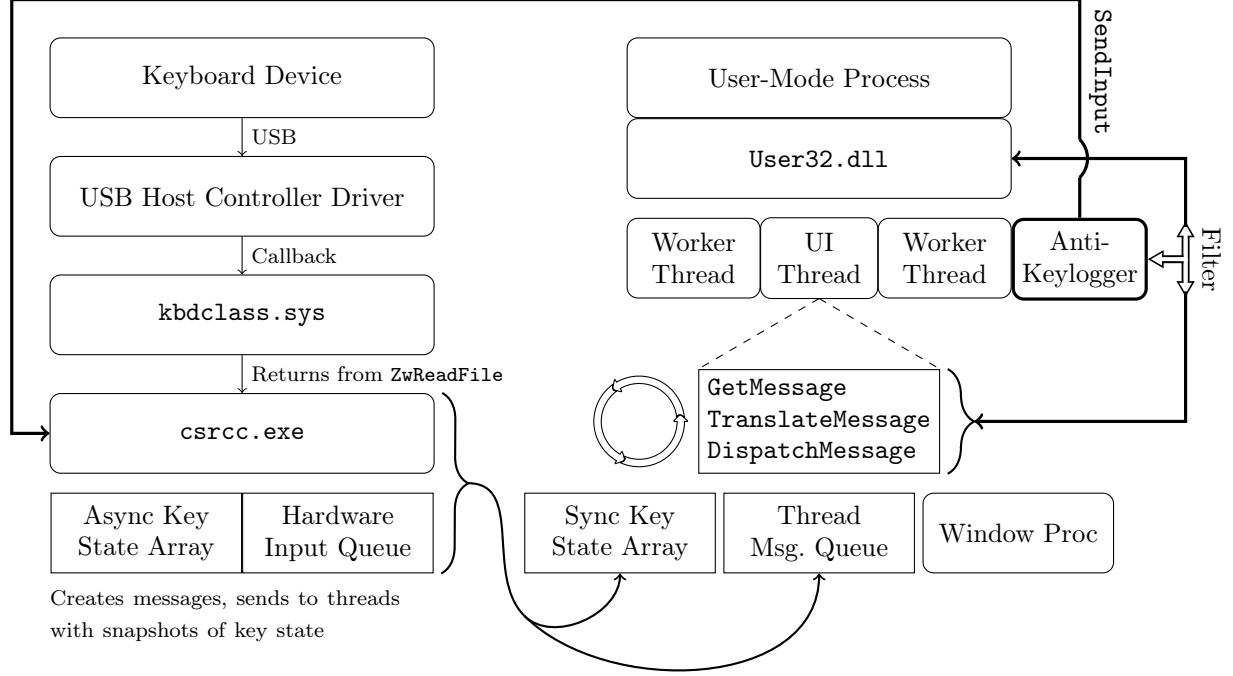 Keyboard Device
USB
USB Host Controller Driver
Callback
kbdclass.sys
Returns from ZwReadFile
csrcc.exe
Async Key
State Array
Hardware
Input Queue
Creates messages, sends to threads
with snapshots of key state
User-Mode Process
User32.dll
Worker
Thread
UI
Thread
Worker
Thread
Anti-
Keylogger
SendInput
Filter
GetMessage
TranslateMessage
DispatchMessage
Sync Key
State Array
Thread
Msg. Queue
Window Proc